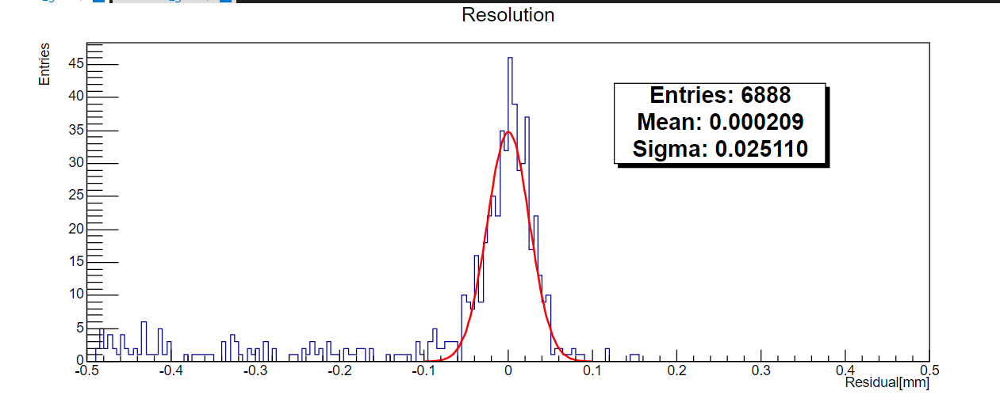 Resolution
Entries
45
40
35
30
25
20
15
10
5
0
Entries: 6888
Mean: 0.000209
Sigma: 0.025110
-0.5 -0.4 -0.3 -0.2 -0.1 0 0.1 0.2 0.3 0.4 0.5
Residual[mm]